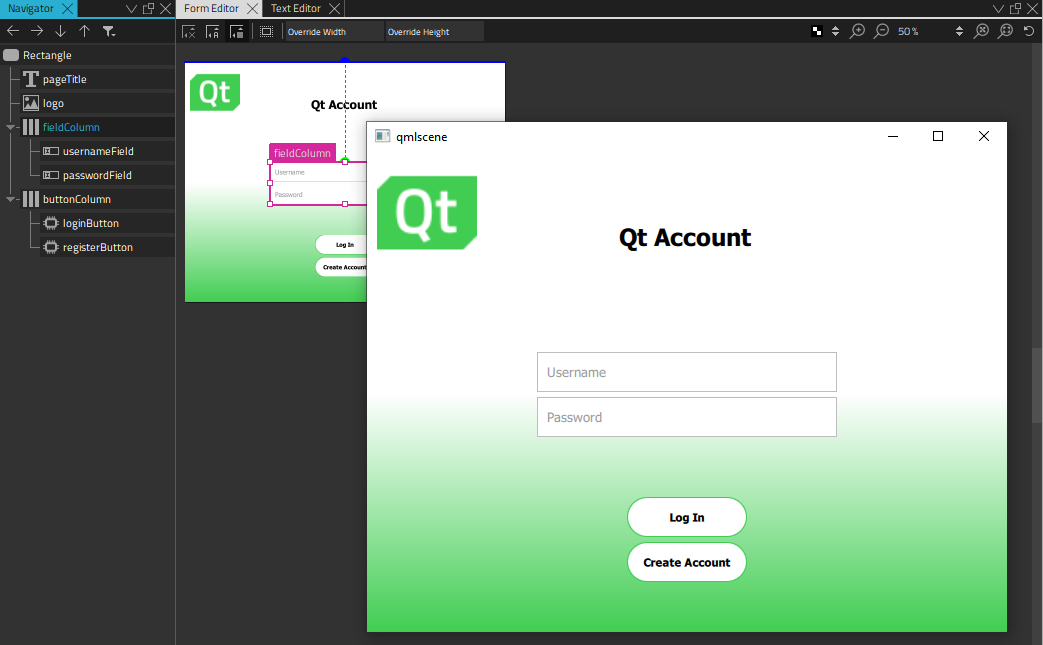 Navigator
Form Editor
Text Editor
Override Width
Override Height
50 %
Rectangle
pageTitle
logo
fieldColumn
usernameField
passwordField
buttonColumn
loginButton
registerButton
Qt
Qt Account
fieldColumn
Username
Password
Log In
Create Account
qmlscene
Qt
Qt Account
Username
Password
Log In
Create Account